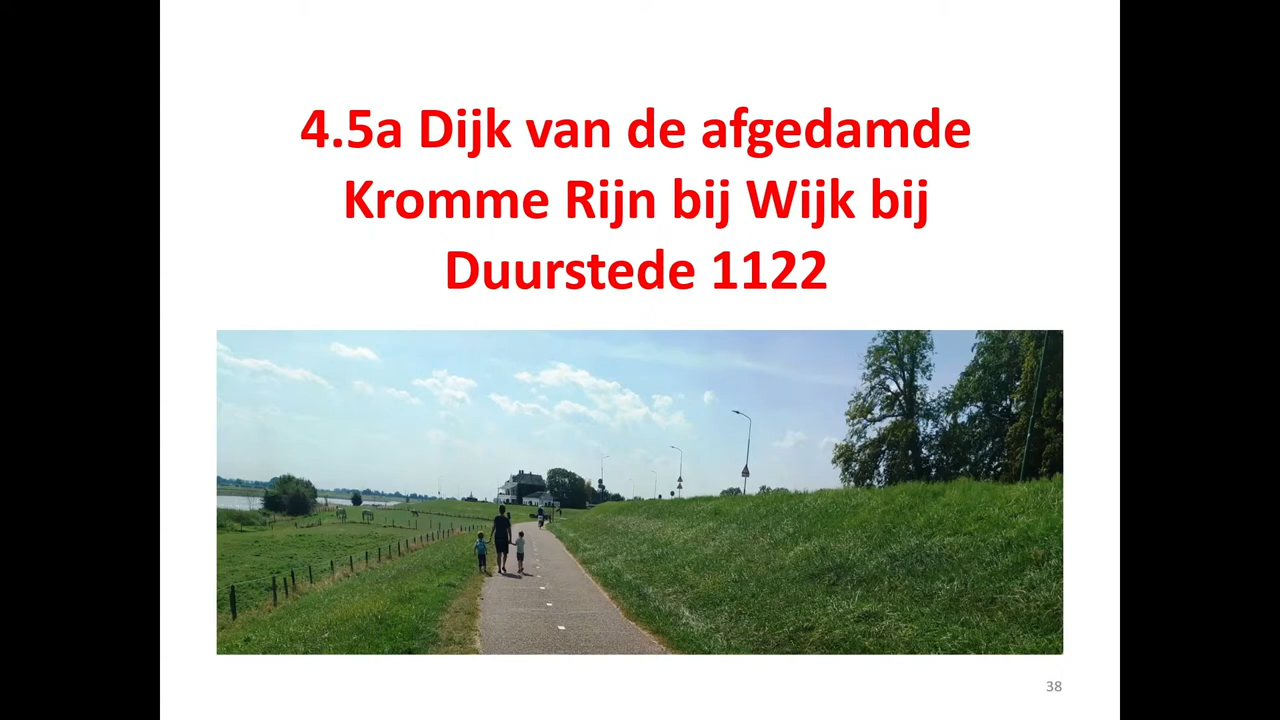 4.5a Dijk van de afgedamde
Kromme Rijn bij Wijk bij
Duurstede 1122
38